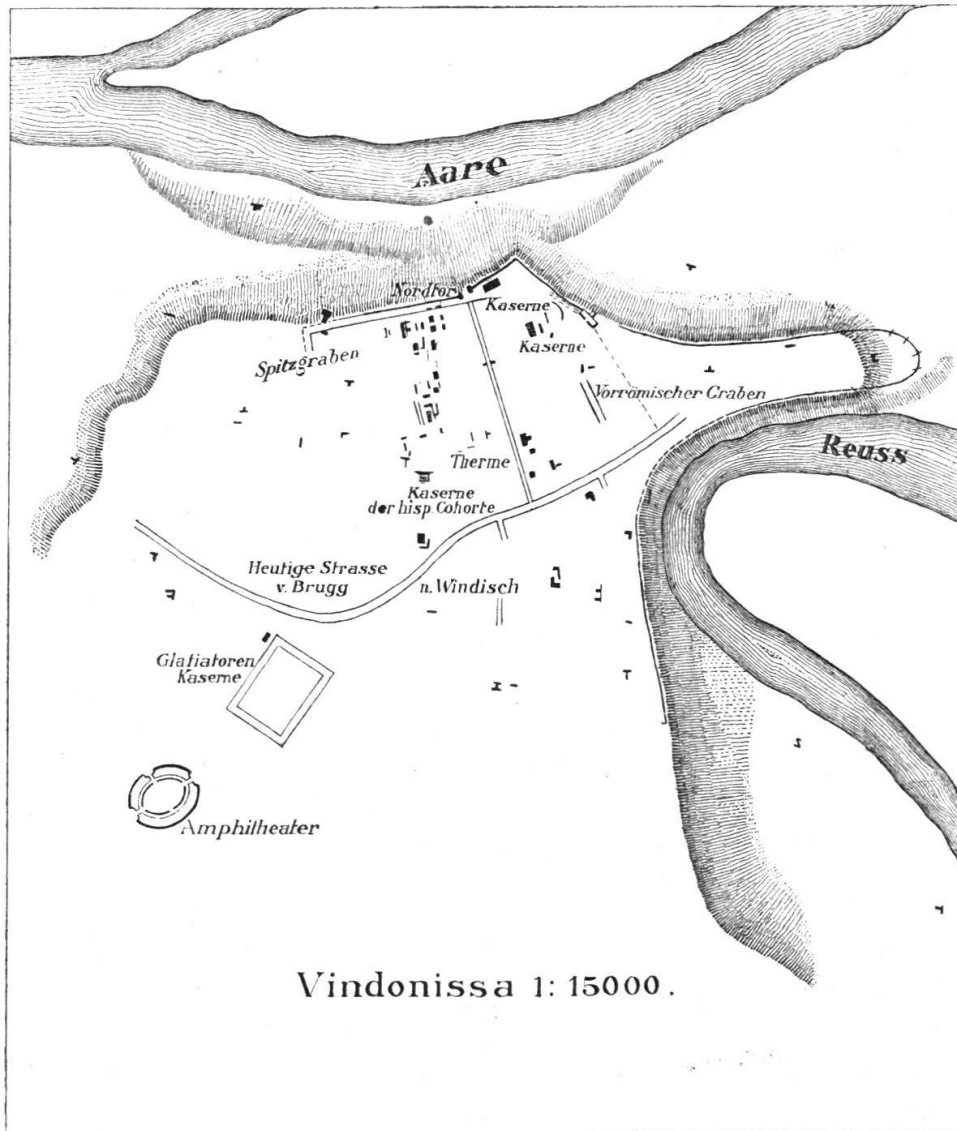 Aare
Nordtor
Kaserne
Kaserne
Spitzgraben
Vorromischer Graben
Reuss
Therme
Kaserne
der hisp. Cohorte
Heutige Strasse
v. Brugg n. Windisch
Glatiatoren
Kaserne
Amphitheater
Vindonissa 1: 15000.